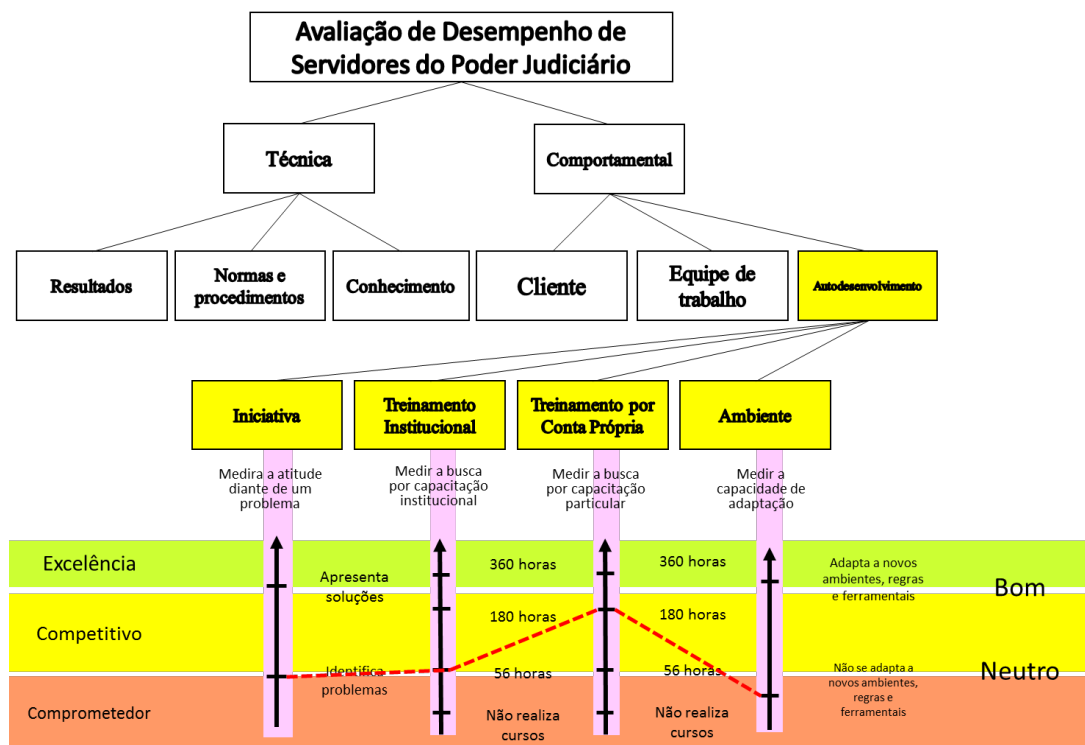 Avaliação de Desempenho de
Servidores do Poder Judiciário
Técnica
Comportamental
Resultados
Normas e
procedimentos
Conhecimento
Cliente
Equipe de
trabalho
Autodesenvolvimento
Iniciativa
Treinamento
Institucional
Treinamento por
Conta Própria
Ambiente
Medira a atitude
diante de um
problema
Medir a busca
por capacitação
institucional
Medir a busca
por capacitação
particular
Medir a
capacidade de
adaptação
Excelência
Apresenta
soluções
360 horas
360 horas
Adapta a novos
ambientes, regras
e ferramentais
Bom
Competitivo
180 horas
180 horas
Identifica
problemas
56 horas
56 horas
Não se adapta a
novos ambientes,
regras e
ferramentais
Neutro
Comprometedor
Não realiza
cursos
Não realiza
cursos